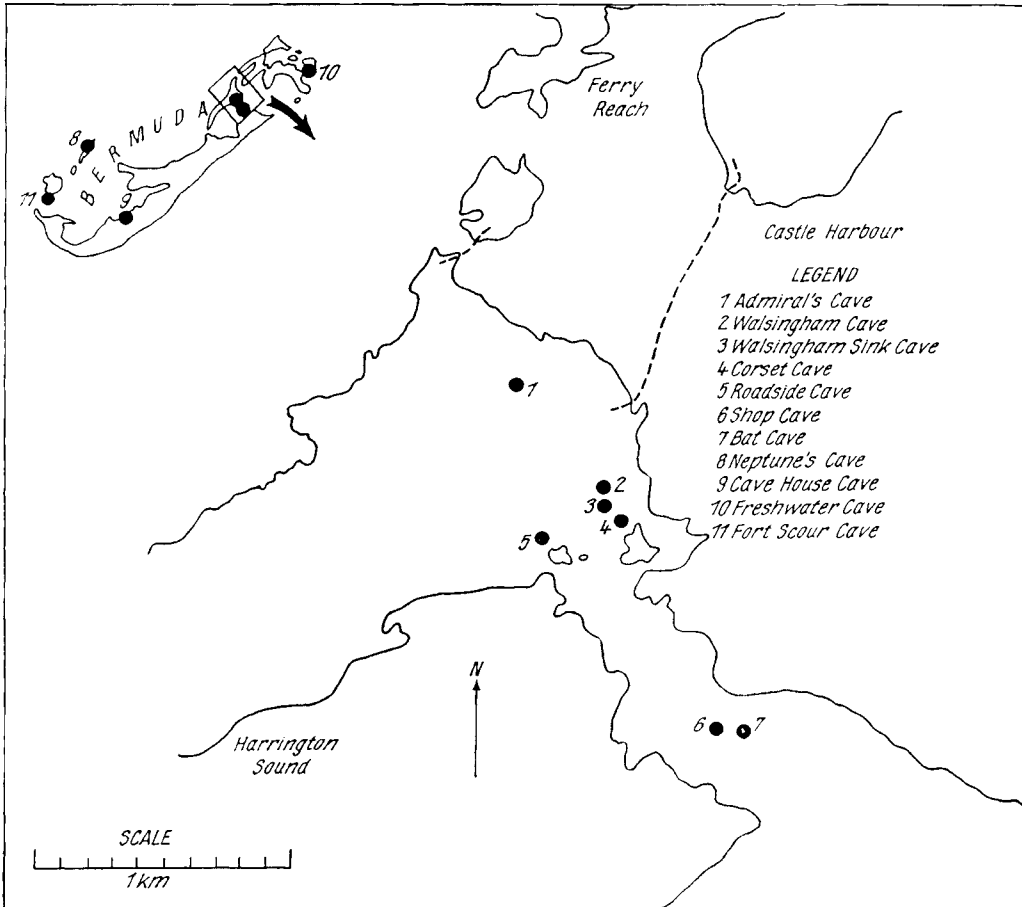 BERMUDA
10
8
11
9
Ferry
Reach
Castle Harbour
LEGEND
1 Admiral's Cave
2 Walsingham Cave
3 Walsingham Sink Cave
4 Corset Cave
5 Roadside Cave
6 Shop Cave
7 Bat Cave
8 Neptune's Cave
9 Cave House Cave
10 Freshwater Cave
11 Fort Scour Cave
1
2
3
4
5
N
6
7
Harrington
Sound
SCALE
1 km